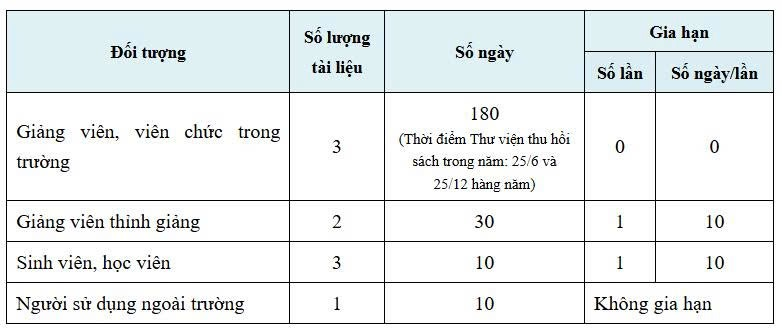 Đối tượng
Số lượng
tài liệu
Số ngày
Gia hạn
Số lần
Số ngày/lần
Giảng viên, viên chức trong
trường
3
180
(Thời điểm Thư viện thu hồi
sách trong năm: 25/6 và
25/12 hàng năm)
0
0
Giảng viên thỉnh giảng
2
30
1
10
Sinh viên, học viên
3
10
1
10
Người sử dụng ngoài trường
1
10
Không gia hạn